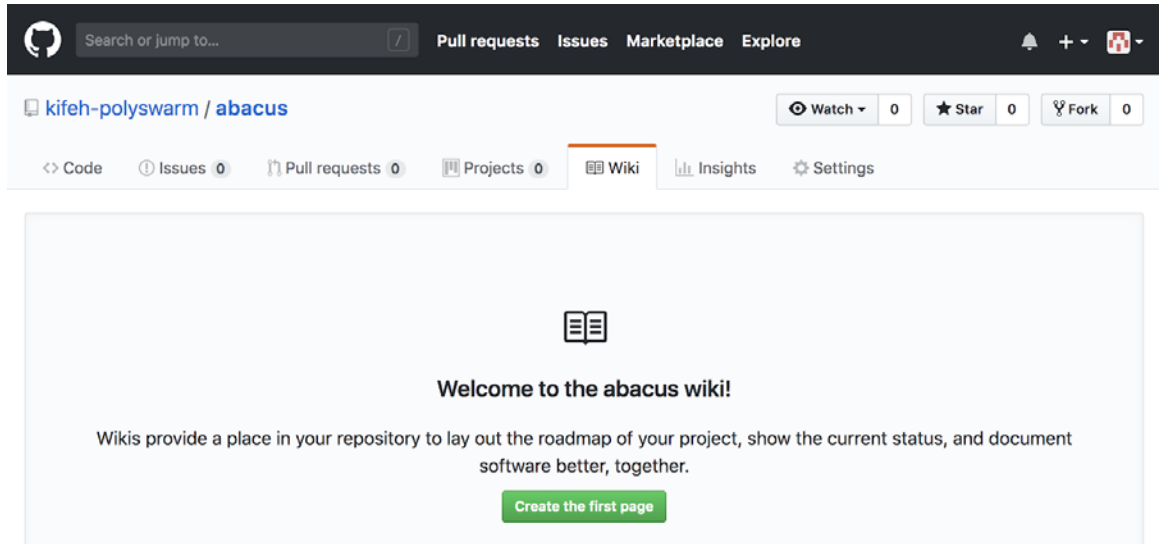 Search or jump to... / Pull requests Issues Marketplace Explore
kifeh-polyswarm / abacus Watch 0 Star 0 Fork 0
Code Issues 0 Pull requests 0 Projects 0 Wiki Insights Settings
Welcome to the abacus wiki!
Wikis provide a place in your repository to lay out the roadmap of your project, show the current status, and document
software better, together.
Create the first page